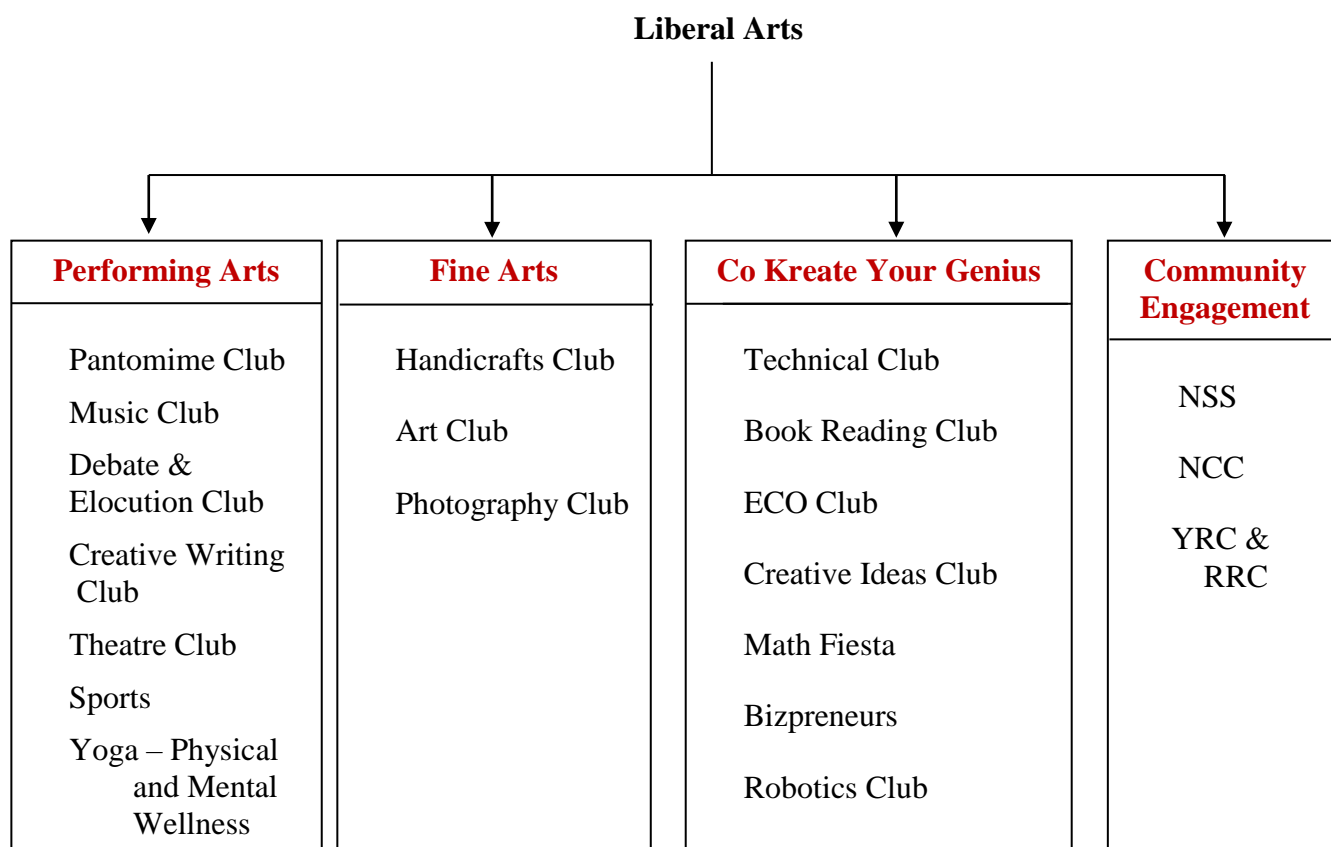 Liberal Arts
Performing Arts
Pantomime Club
Music Club
Debate &
Elocution Club
Creative Writing
Club
Theatre Club
Sports
Yoga – Physical
and Mental
Wellness
Fine Arts
Handicrafts Club
Art Club
Photography Club
Co Kreate Your Genius
Technical Club
Book Reading Club
ECO Club
Creative Ideas Club
Math Fiesta
Bizpreneurs
Robotics Club
Community
Engagement
NSS
NCC
YRC &
RRC